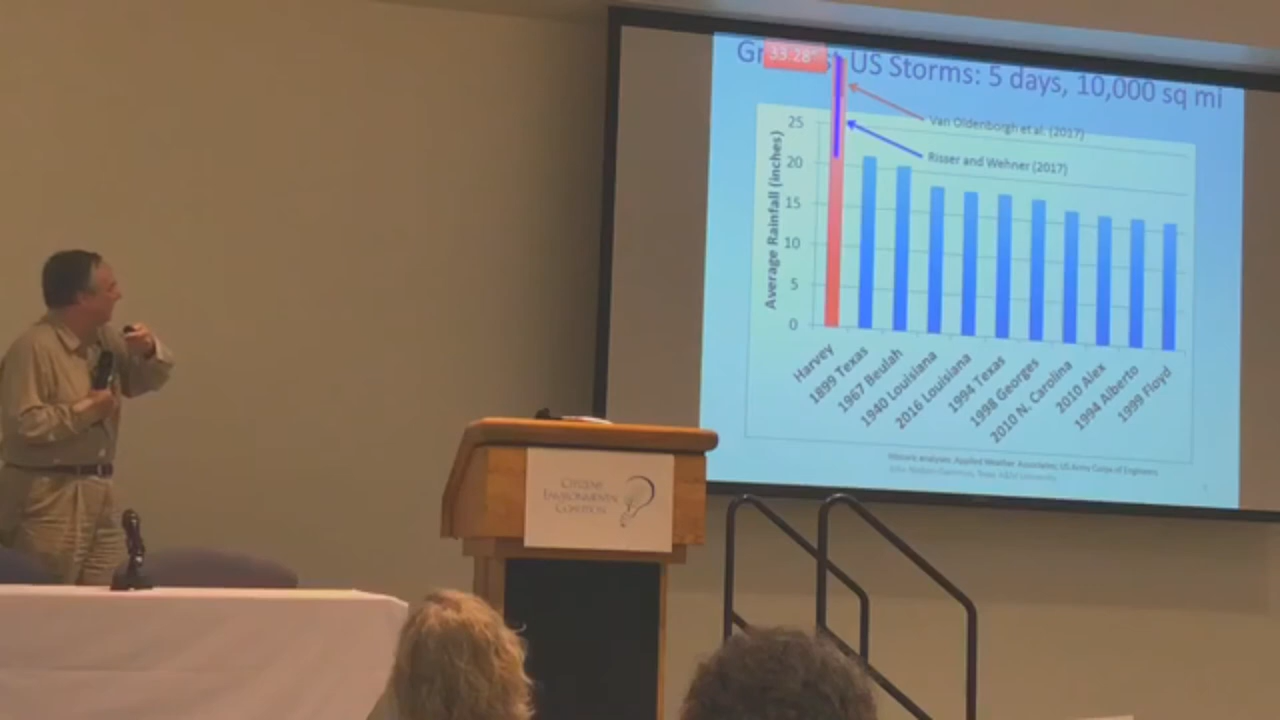 33.28"
US Storms: 5 days, 10,000 sq mi
Van Oldenborgh et al. (2017)
Risser and Wehner (2017)
Average Rainfall (inches)
25
20
15
10
5
0
Harvey
1899 Texas
1967 Beulah
1940 Louisiana
2016 Louisiana
1994 Texas
1998 Georges
2010 N. Carolina
2010 Alex
1994 Alberto
1999 Floyd
Historic analyses: Applied Weather Associates; US Army Corps of Engineers
Texas A&M University
CITIZENS'
ENVIRONMENTAL
COALITION